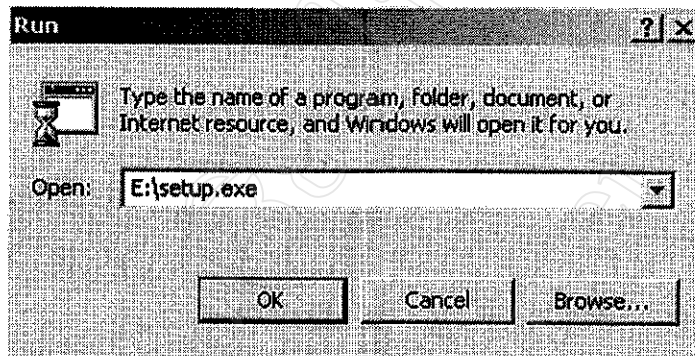 Run
? ×
Type the name of a program, folder, document, or
Internet resource, and Windows will open it for you.
Open: E:\setup.exe
OK Cancel Browse...